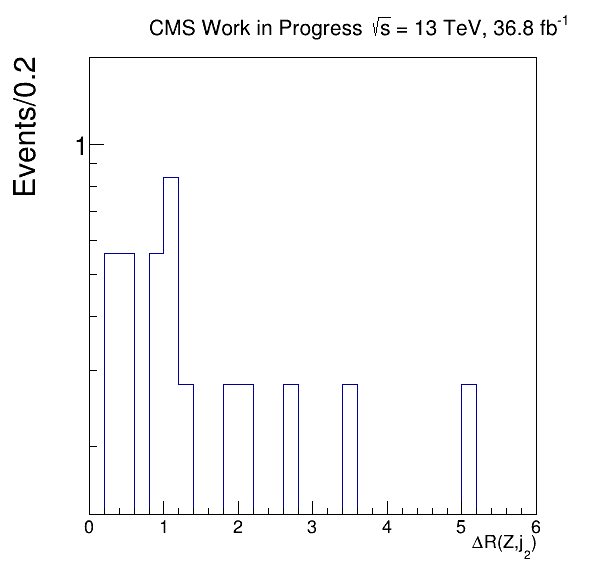 CMS Work in Progress √s = 13 TeV, 36.8 fb⁻¹
Events/0.2
1
0 1 2 3 4 5 6
ΔR(Z,j₂)